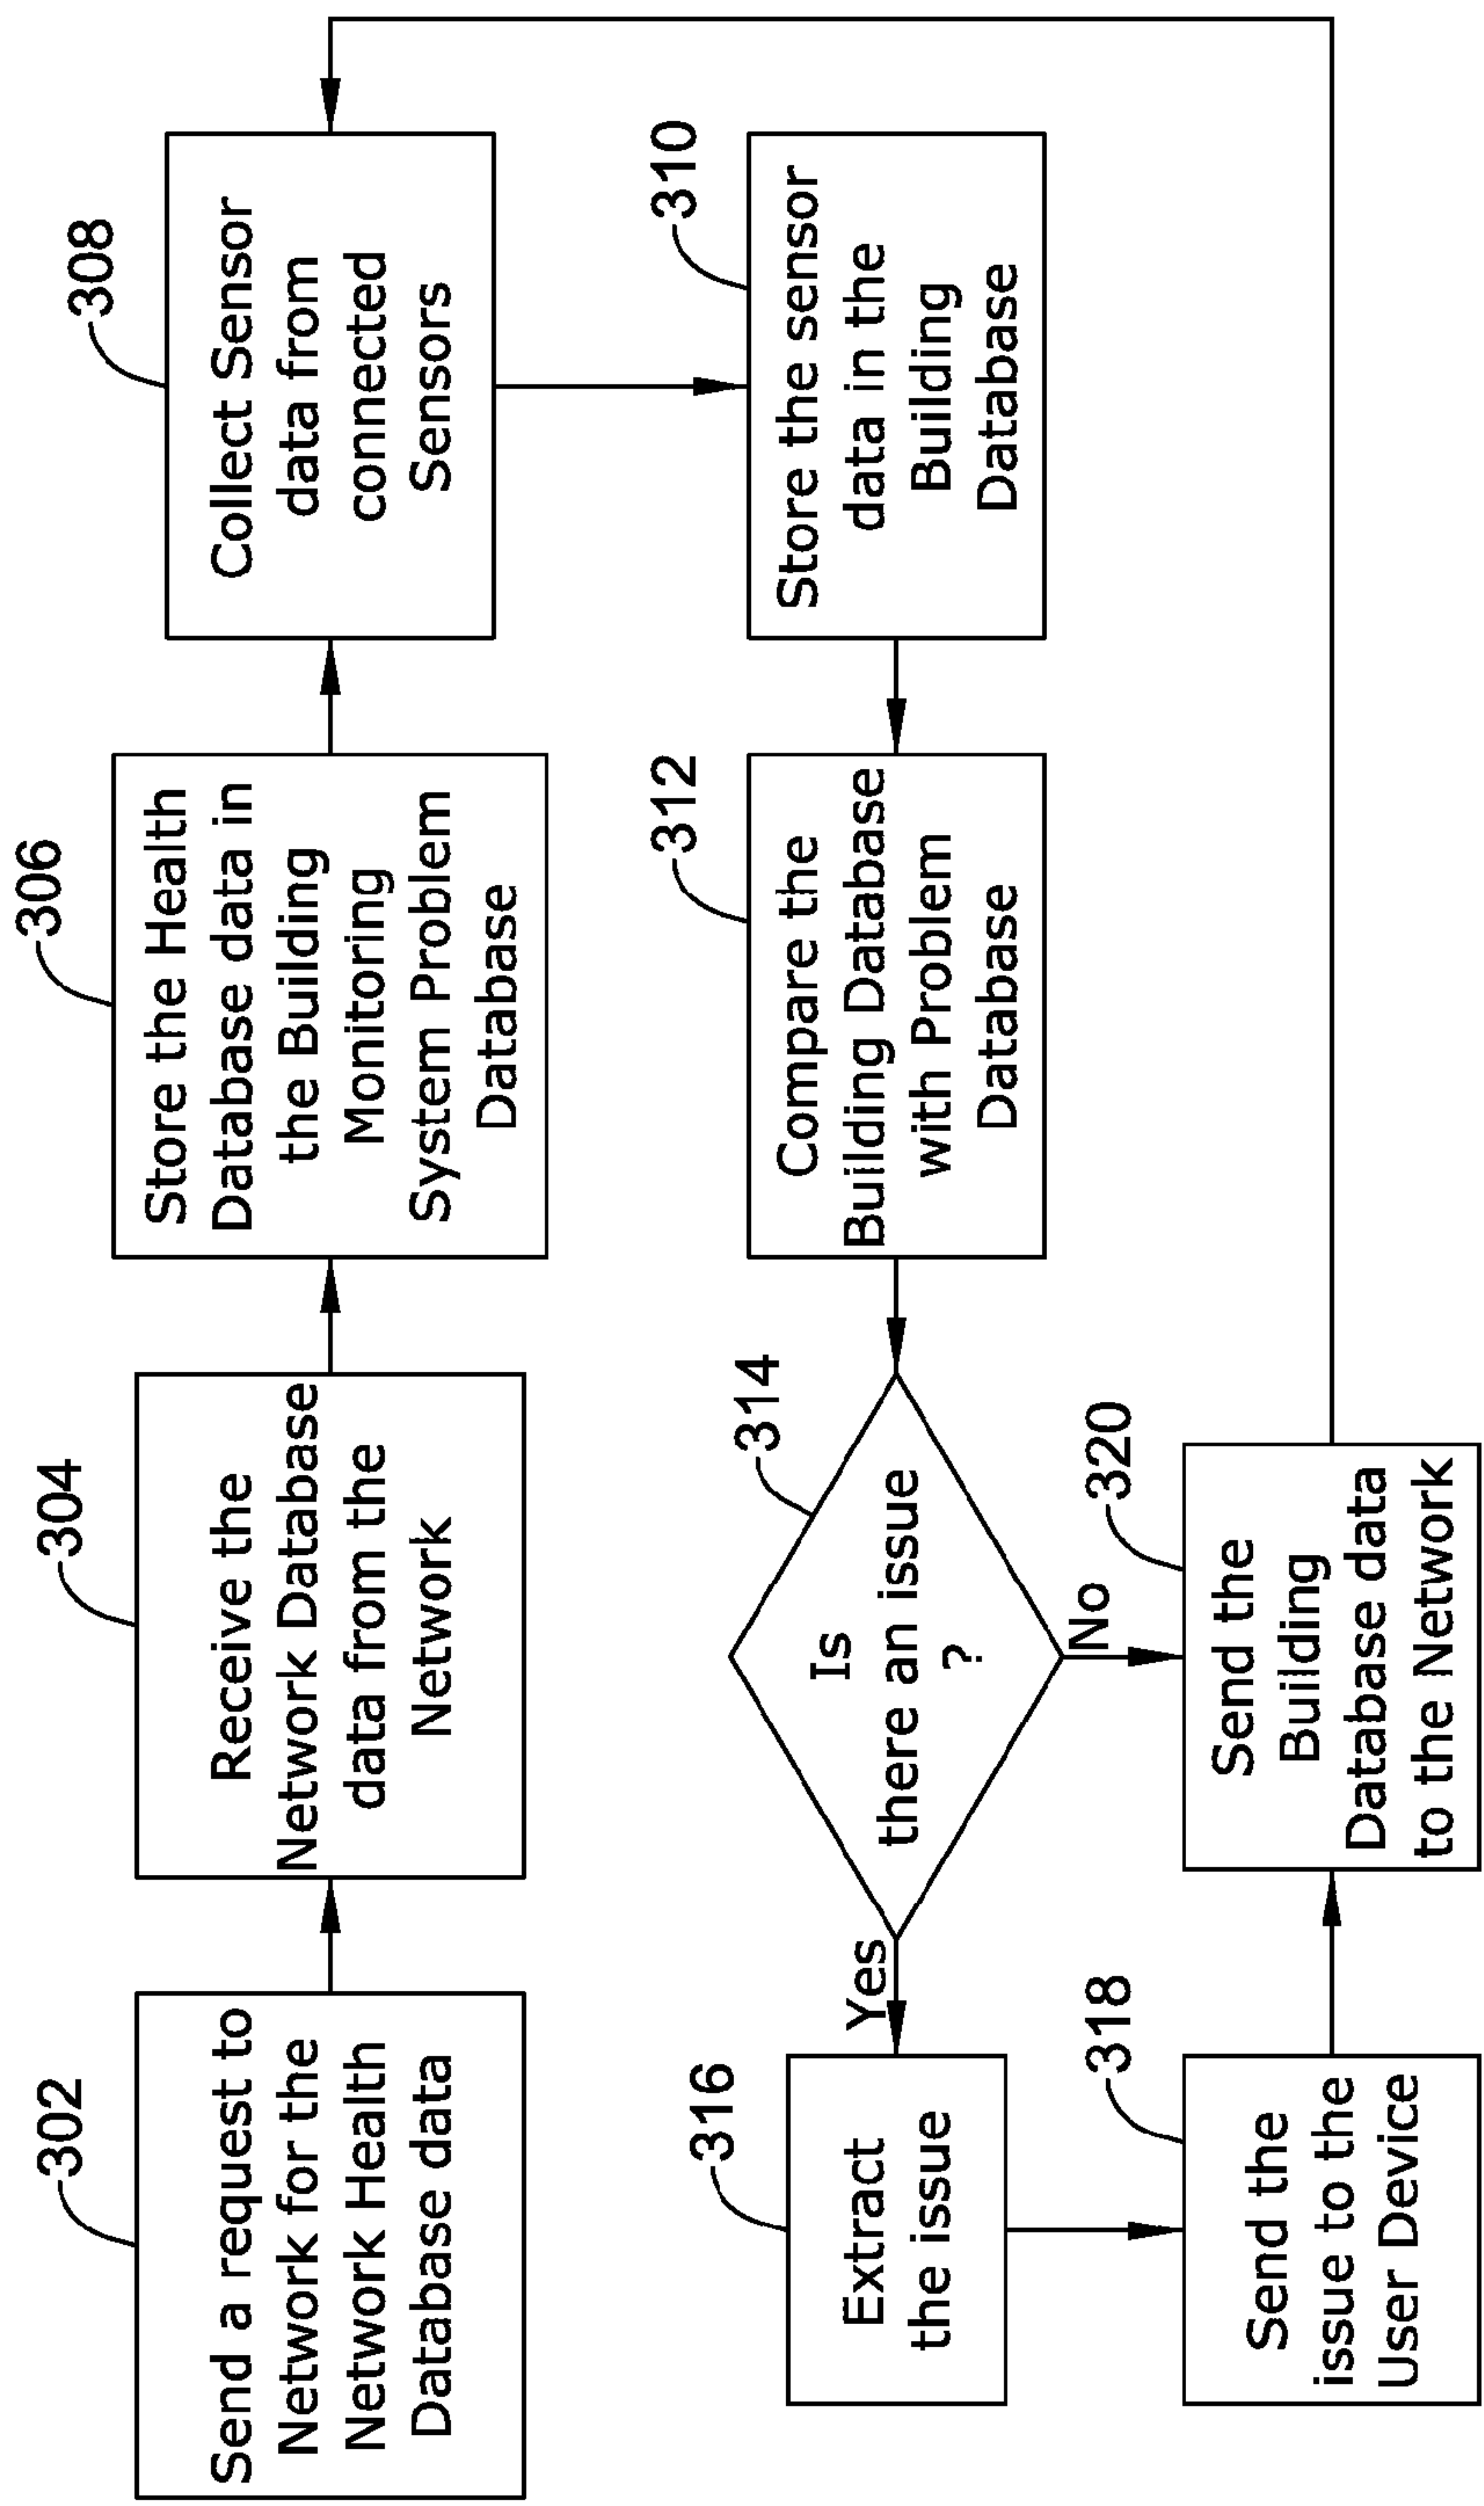 302
Send a request to
Network for the
Network Health
Database data
304
Receive the
Network Database
data from the
Network
306
Store the Health
Database data in
the Building
Monitoring
System Problem
Database
308
Collect Sensor
data from
connected
Sensors
310
Store the sensor
data in the
Building
Database
312
Compare the
Building Database
with Problem
Database
314
Is
there an issue
?
Yes
No
316
Extract
the issue
318
Send the
issue to the
User Device
320
Send the
Building
Database data
to the Network